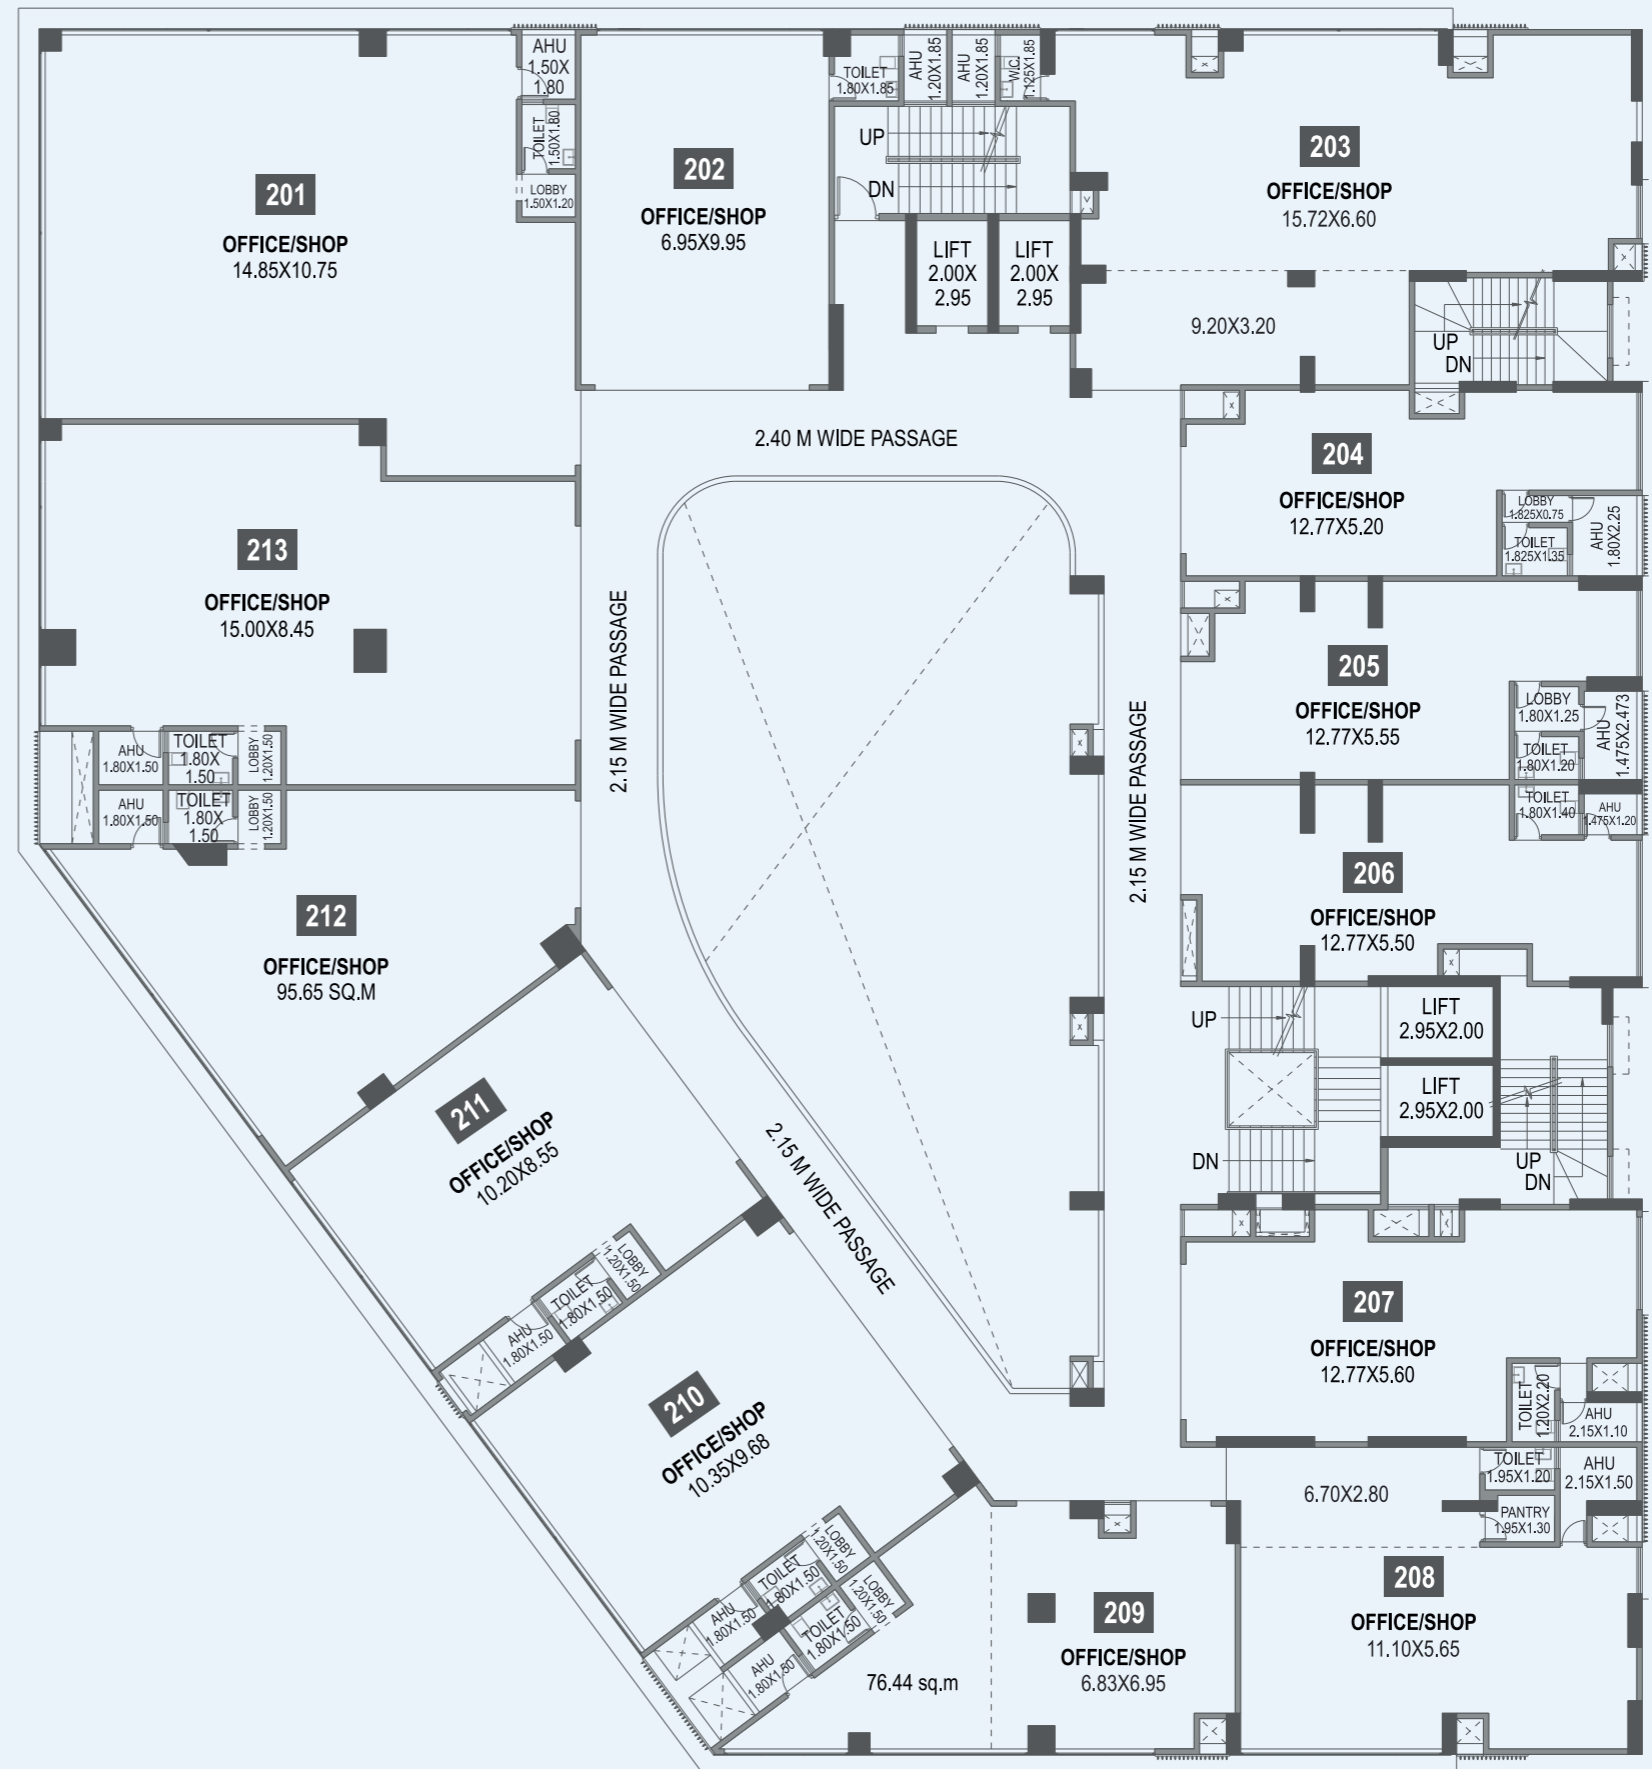 AHU
1.50X
1.80
TOILET
1.50X1.80
LOBBY
1.50X1.20
201
OFFICE/SHOP
14.85X10.75
202
OFFICE/SHOP
6.95X9.95
TOILET
1.80X1.85
AHU
1.20X1.85
AHU
1.20X1.85
W.C.
1.125X1.85
UP
DN
LIFT
2.00X
2.95
LIFT
2.00X
2.95
203
OFFICE/SHOP
15.72X6.60
9.20X3.20
UP
DN
2.40 M WIDE PASSAGE
204
OFFICE/SHOP
12.77X5.20
LOBBY
1.825X0.75
TOILET
1.825X1.35
AHU
1.80X2.25
213
OFFICE/SHOP
15.00X8.45
2.15 M WIDE PASSAGE
2.15 M WIDE PASSAGE
205
OFFICE/SHOP
12.77X5.55
LOBBY
1.80X1.25
TOILET
1.80X1.20
AHU
1.475X2.473
AHU
1.80X1.50
TOILET
1.80X
1.50
LOBBY
1.20X1.50
AHU
1.80X1.50
TOILET
1.80X
1.50
LOBBY
1.20X1.50
TOILET
1.80X1.40
AHU
1.475X1.20
206
OFFICE/SHOP
12.77X5.50
212
OFFICE/SHOP
95.65 SQ.M
UP
DN
LIFT
2.95X2.00
LIFT
2.95X2.00
UP
DN
211
OFFICE/SHOP
10.20X8.55
2.15 M WIDE PASSAGE
LOBBY
1.20X1.50
TOILET
1.80X1.50
AHU
1.80X1.50
207
OFFICE/SHOP
12.77X5.60
TOILET
1.20X2.20
AHU
2.15X1.10
210
OFFICE/SHOP
10.35X9.68
6.70X2.80
TOILET
1.95X1.20
AHU
2.15X1.50
PANTRY
1.95X1.30
LOBBY
1.20X1.50
TOILET
1.80X1.50
AHU
1.80X1.50
LOBBY
1.20X1.50
TOILET
1.80X1.50
AHU
1.80X1.50
209
OFFICE/SHOP
6.83X6.95
76.44 sq.m
208
OFFICE/SHOP
11.10X5.65